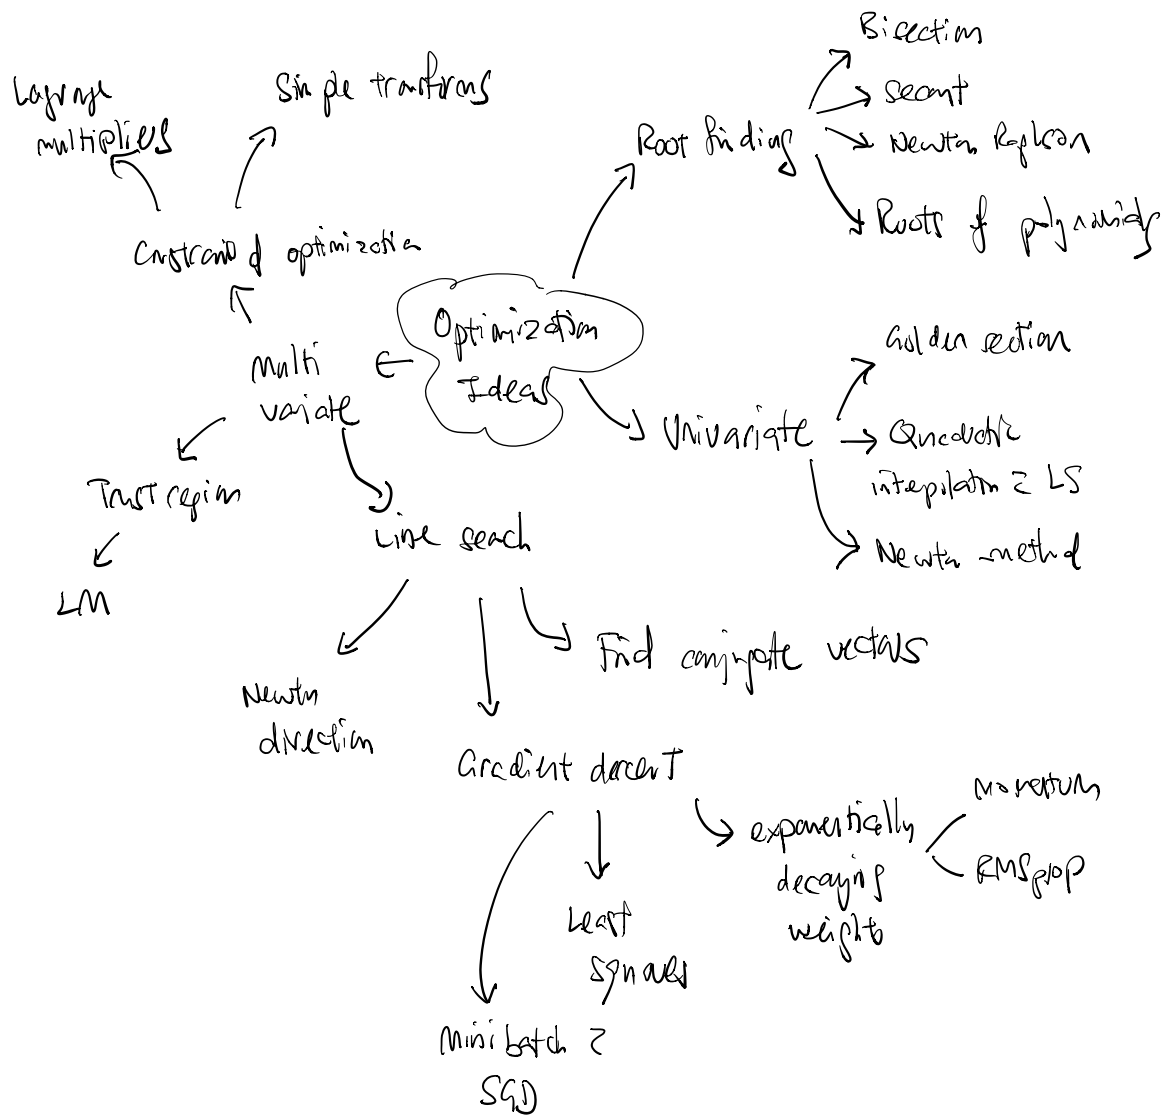 Bisection
Secant
Newton Raphson
Roots of polynomials
Root finding
Lagrange
multipliers
Simple transforms
Constrained optimization
Optimization
Ideas
Multi
variate
Golden section
Univariate
Quadratic
interpolation & LS
Newton method
Trust region
LM
Line search
Find conjugate vectors
Newton
direction
Gradient descent
exponentially
decaying
weights
Momentum
RMSprop
Least
squares
Mini batch &
SGD